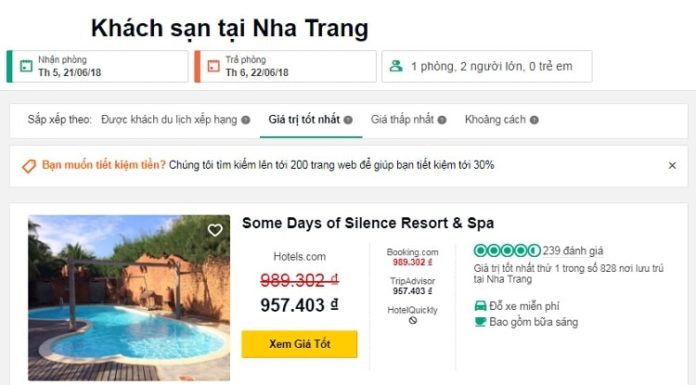 Khách sạn tại Nha Trang
Nhận phòng
Th 5, 21/06/18
Trả phòng
Th 6, 22/06/18
1 phòng, 2 người lớn, 0 trẻ em
Sắp xếp theo: Được khách du lịch xếp hạng Giá trị tốt nhất Giá thấp nhất Khoảng cách
Bạn muốn tiết kiệm tiền? Chúng tôi tìm kiếm lên tới 200 trang web để giúp bạn tiết kiệm tới 30%
Some Days of Silence Resort & Spa
Hotels.com
989.302 ₫
957.403 ₫
Xem Giá Tốt
Booking.com
989.302 ₫
TripAdvisor
957.403 ₫
HotelQuickly
239 đánh giá
Giá trị tốt nhất thứ 1 trong số 828 nơi lưu trú
tại Nha Trang
Đỗ xe miễn phí
Bao gồm bữa sáng